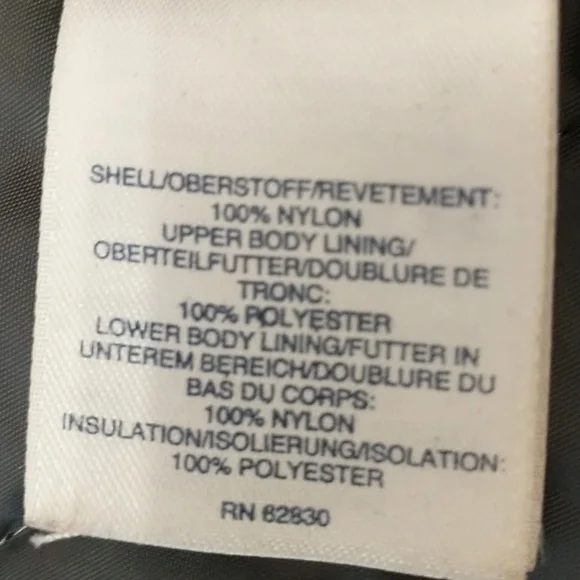 SHELL/OBERSTOFF/REVETEMENT:
100% NYLON
UPPER BODY LINING/
OBERTEILFUTTER/DOUBLURE DE
TRONC:
100% POLYESTER
LOWER BODY LINING/FUTTER IN
UNTEREM BEREICH/DOUBLURE DU
BAS DU CORPS:
100% NYLON
INSULATION/ISOLIERUNG/ISOLATION:
100% POLYESTER
RN 62830